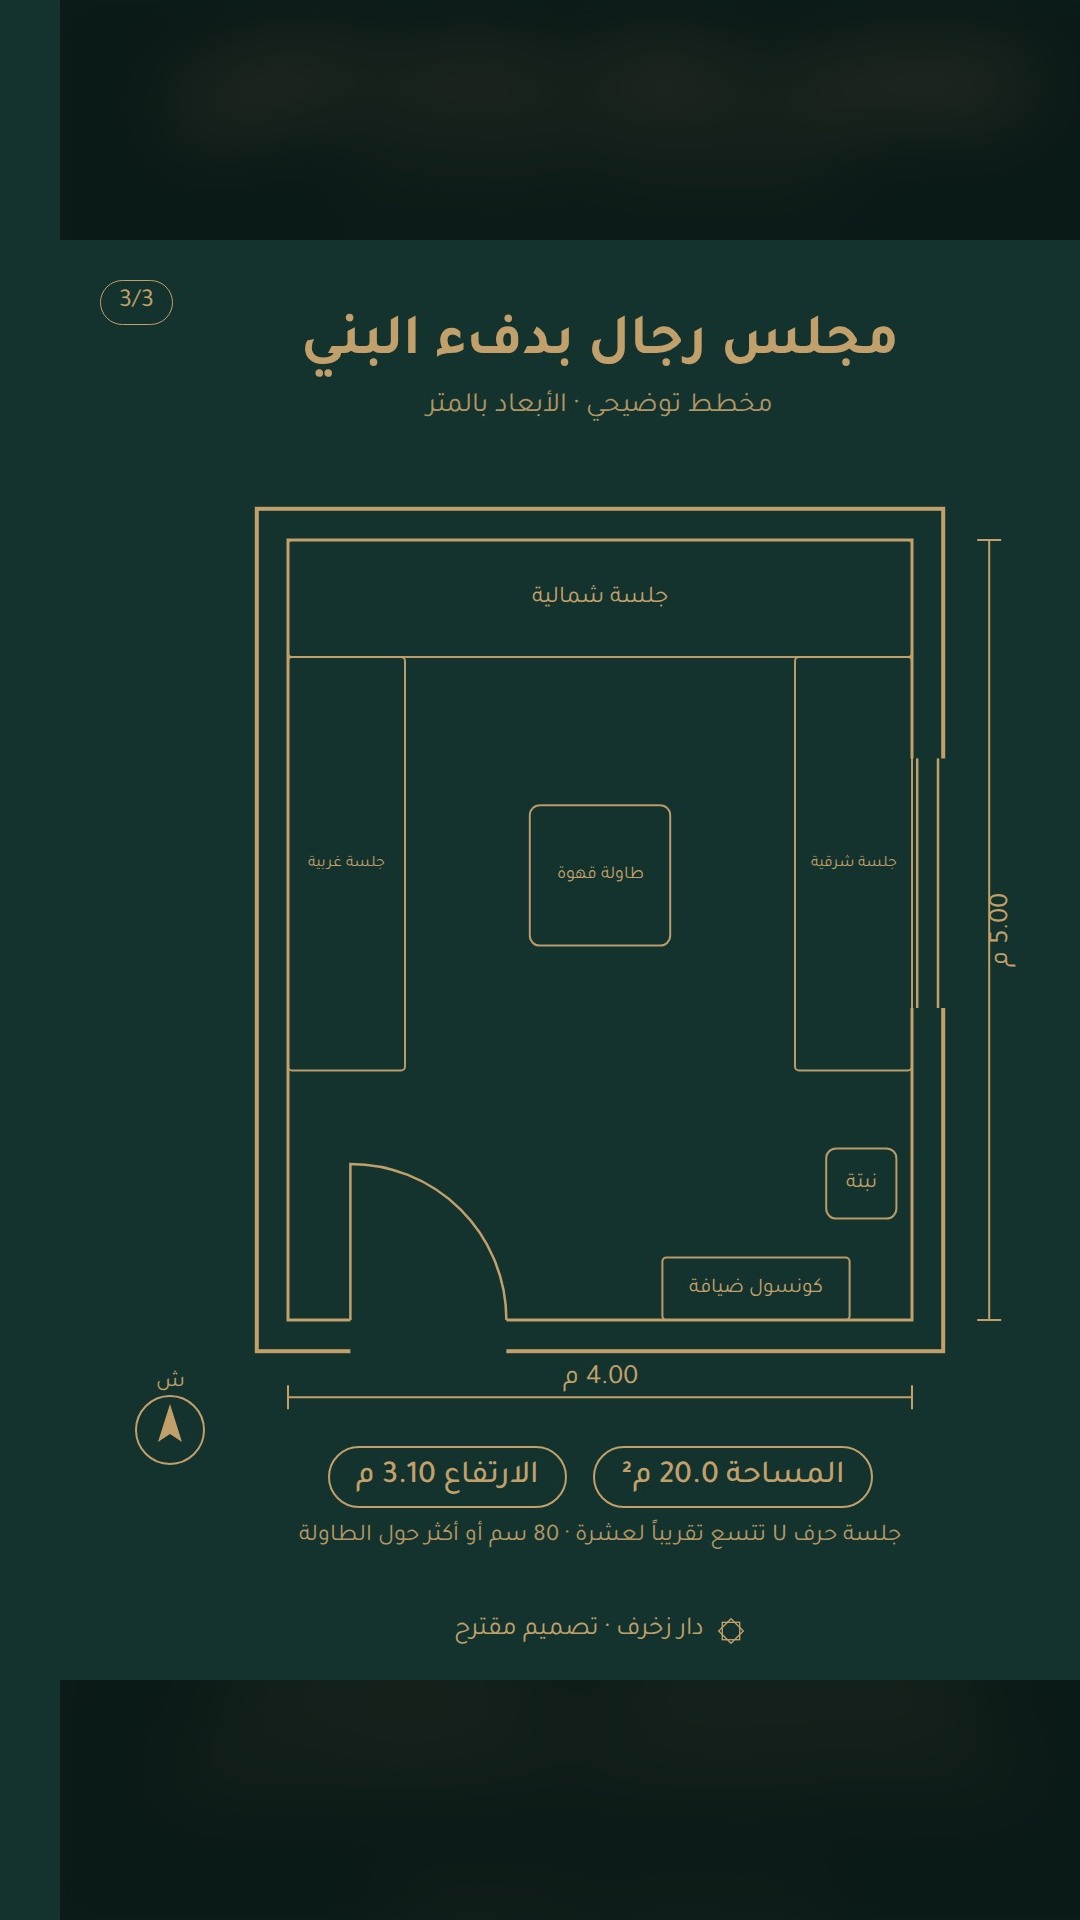 3/3
مجلس رجال بدفء البني
مخطط توضيحي · الأبعاد بالمتر
جلسة شمالية
جلسة شرقية
جلسة غربية
طاولة قهوة
5.00 م
نبتة
كونسول ضيافة
4.00 م
ش
المساحة 20.0 م²
الارتفاع 3.10 م
جلسة حرف U تتسع تقريباً لعشرة · 80 سم أو أكثر حول الطاولة
دار زخرف · تصميم مقترح